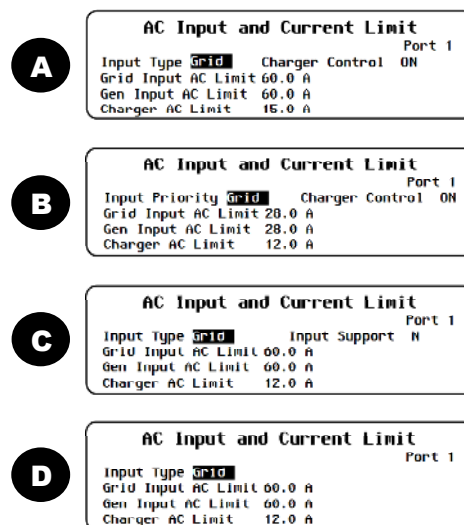 A
AC Input and Current Limit
Port 1
Input Type Grid Charger Control ON
Grid Input AC Limit 60.0 A
Gen Input AC Limit 60.0 A
Charger AC Limit 15.0 A
B
AC Input and Current Limit
Port 1
Input Priority Grid Charger Control ON
Grid Input AC Limit 28.0 A
Gen Input AC Limit 28.0 A
Charger AC Limit 12.0 A
C
AC Input and Current Limit
Port 1
Input Type Grid Input Support N
Grid Input AC Limit 60.0 A
Gen Input AC Limit 60.0 A
Charger AC Limit 12.0 A
D
AC Input and Current Limit
Port 1
Input Type Grid
Grid Input AC Limit 60.0 A
Gen Input AC Limit 60.0 A
Charger AC Limit 12.0 A